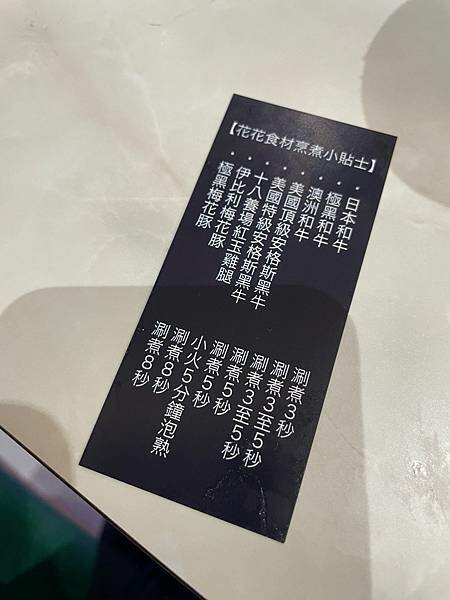 【花花食材烹煮小貼士】
・日本和牛 涮煮3秒
・極黑和牛 涮煮3秒
・澳洲和牛 涮煮3至5秒
・美國頂級安格斯黑牛 涮煮3至5秒
・美國特級安格斯黑牛 涮煮5秒
・十八養場紅玉雞腿 小火5分鐘泡熟
・伊比利梅花豚 涮煮8秒
・極黑梅花豚 涮煮8秒